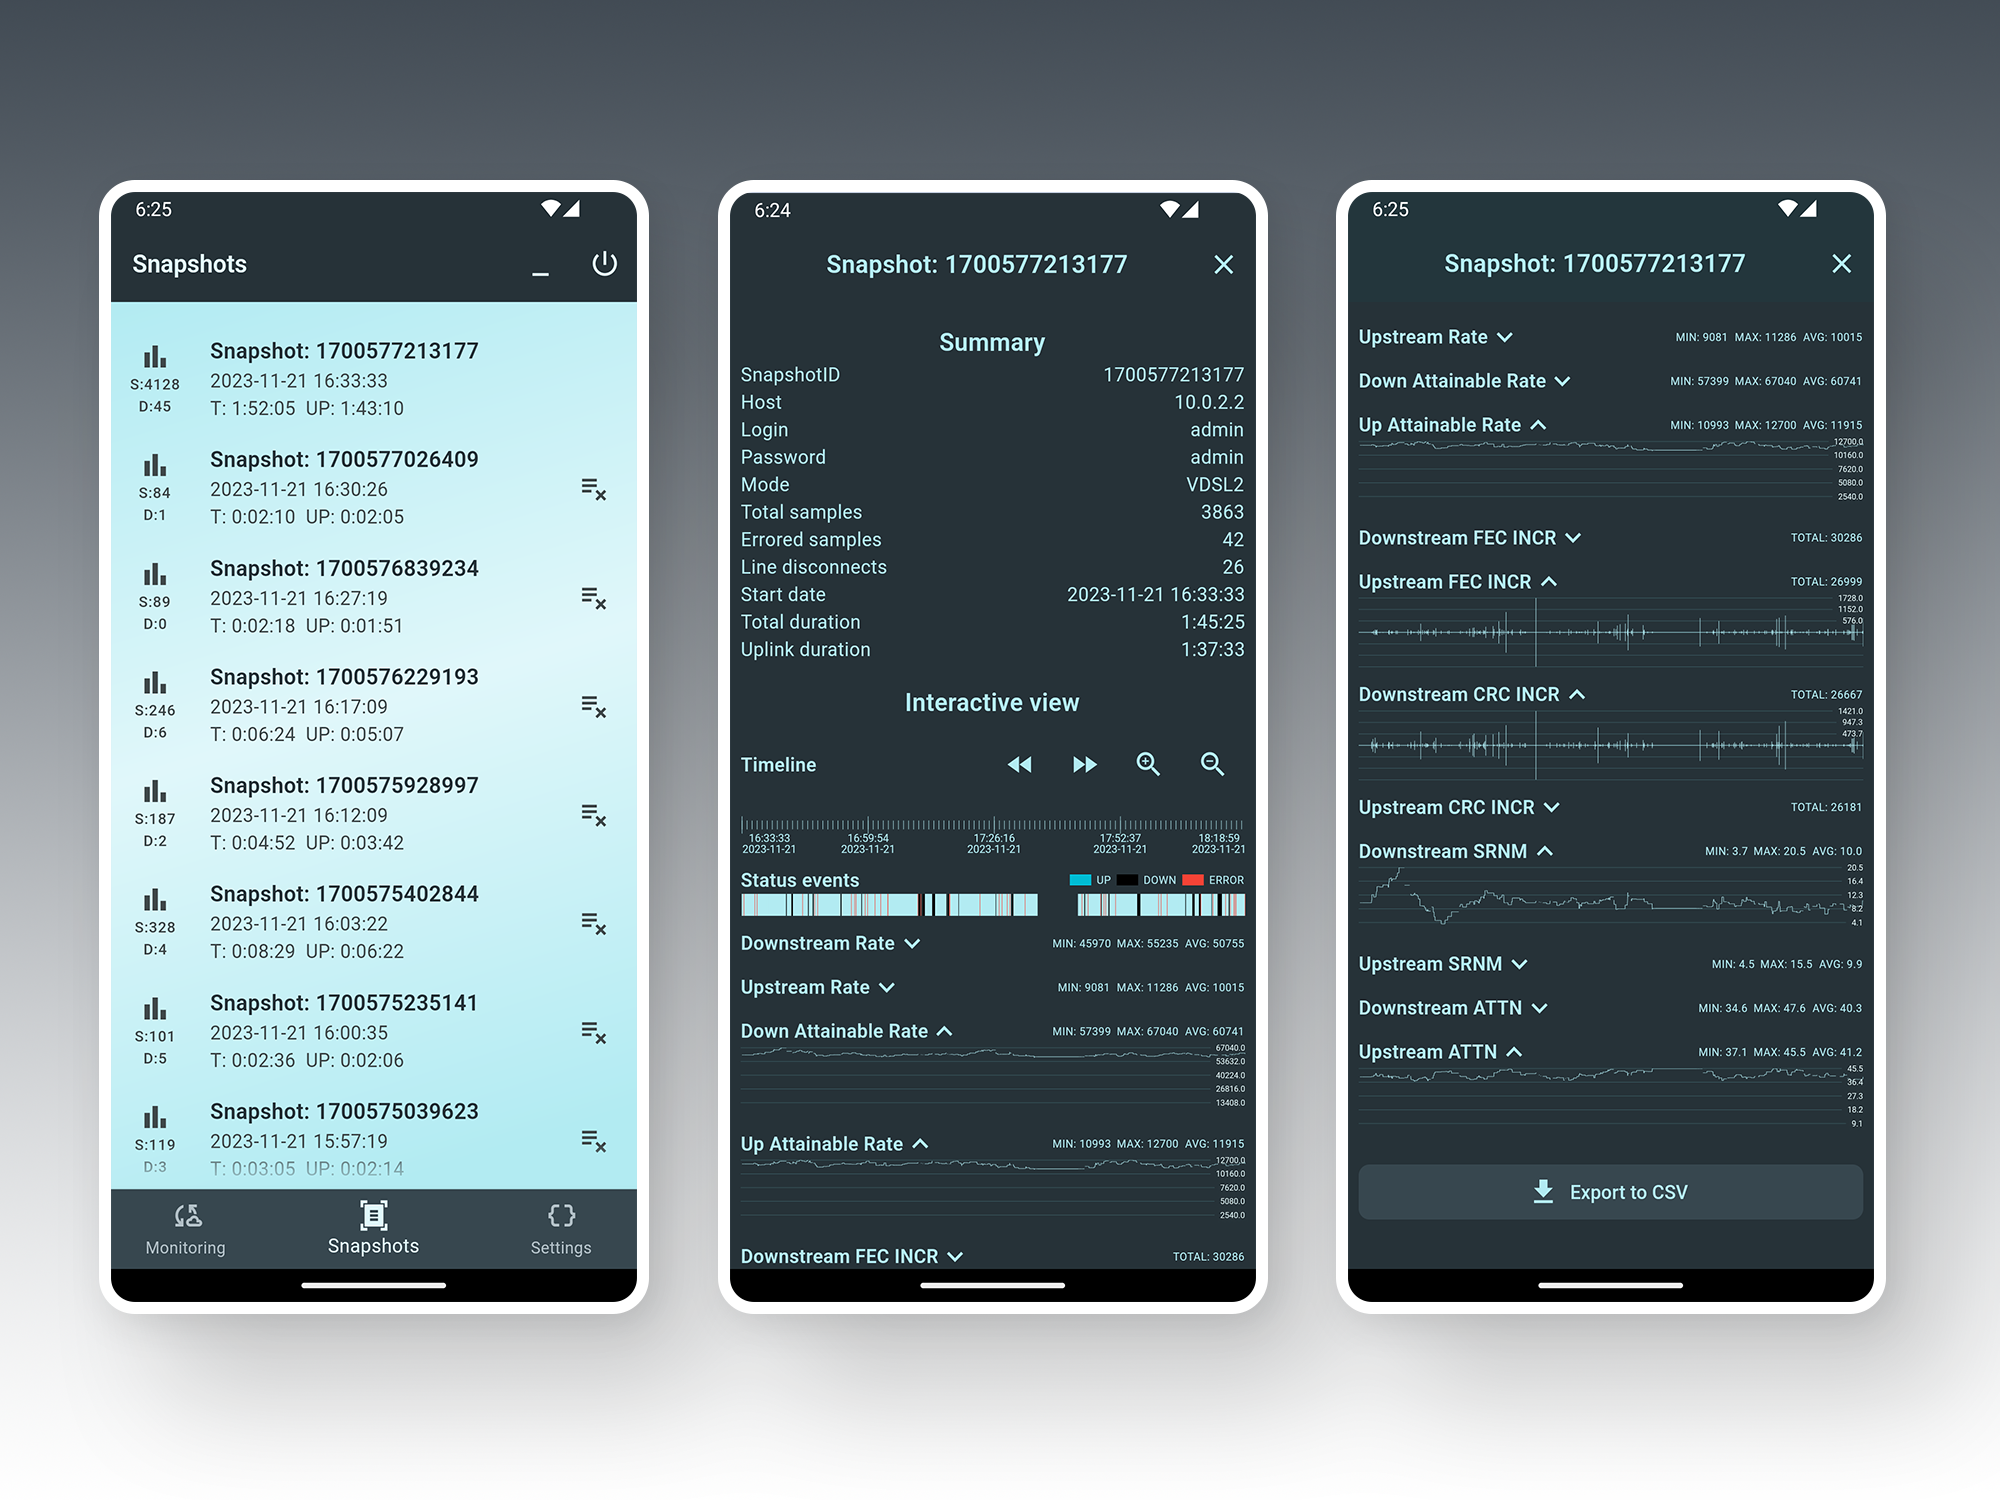 6:25
Snapshots
Snapshot: 1700577213177
S:4128
2023-11-21 16:33:33
D:45
T: 1:52:05 UP: 1:43:10
Snapshot: 1700577026409
S:84
2023-11-21 16:30:26
D:1
T: 0:02:10 UP: 0:02:05
Snapshot: 1700576839234
S:89
2023-11-21 16:27:19
D:0
T: 0:02:18 UP: 0:01:51
Snapshot: 1700576229193
S:246
2023-11-21 16:17:09
D:6
T: 0:06:24 UP: 0:05:07
Snapshot: 1700575928997
S:187
2023-11-21 16:12:09
D:2
T: 0:04:52 UP: 0:03:42
Snapshot: 1700575402844
S:328
2023-11-21 16:03:22
D:4
T: 0:08:29 UP: 0:06:22
Snapshot: 1700575235141
S:101
2023-11-21 16:00:35
D:5
T: 0:02:36 UP: 0:02:06
Snapshot: 1700575039623
S:119
2023-11-21 15:57:19
D:3
T: 0:03:05 UP: 0:02:14
Monitoring Snapshots Settings
6:24
Snapshot: 1700577213177
Summary
SnapshotID 1700577213177
Host 10.0.2.2
Login admin
Password admin
Mode VDSL2
Total samples 3863
Errored samples 42
Line disconnects 26
Start date 2023-11-21 16:33:33
Total duration 1:45:25
Uplink duration 1:37:33
Interactive view
Timeline
16:33:33 16:59:54 17:26:16 17:52:37 18:18:59
2023-11-21 2023-11-21 2023-11-21 2023-11-21 2023-11-21
Status events UP DOWN ERROR
Downstream Rate MIN: 45970 MAX: 55235 AVG: 50755
Upstream Rate MIN: 9081 MAX: 11286 AVG: 10015
Down Attainable Rate MIN: 57399 MAX: 67040 AVG: 60741
67040.0
53632.0
40224.0
26816.0
13408.0
Up Attainable Rate MIN: 10993 MAX: 12700 AVG: 11915
12700.0
10160.0
7620.0
5080.0
2540.0
Downstream FEC INCR TOTAL: 30286
6:25
Snapshot: 1700577213177
Upstream Rate MIN: 9081 MAX: 11286 AVG: 10015
Down Attainable Rate MIN: 57399 MAX: 67040 AVG: 60741
Up Attainable Rate MIN: 10993 MAX: 12700 AVG: 11915
12700.0
10160.0
7620.0
5080.0
2540.0
Downstream FEC INCR TOTAL: 30286
Upstream FEC INCR TOTAL: 26999
1728.0
1152.0
576.0
Downstream CRC INCR TOTAL: 26667
1421.0
947.3
473.7
Upstream CRC INCR TOTAL: 26181
Downstream SRNM MIN: 3.7 MAX: 20.5 AVG: 10.0
20.5
16.4
12.3
8.2
4.1
Upstream SRNM MIN: 4.5 MAX: 15.5 AVG: 9.9
Downstream ATTN MIN: 34.6 MAX: 47.6 AVG: 40.3
Upstream ATTN MIN: 37.1 MAX: 45.5 AVG: 41.2
45.5
36.4
27.3
18.2
9.1
Export to CSV